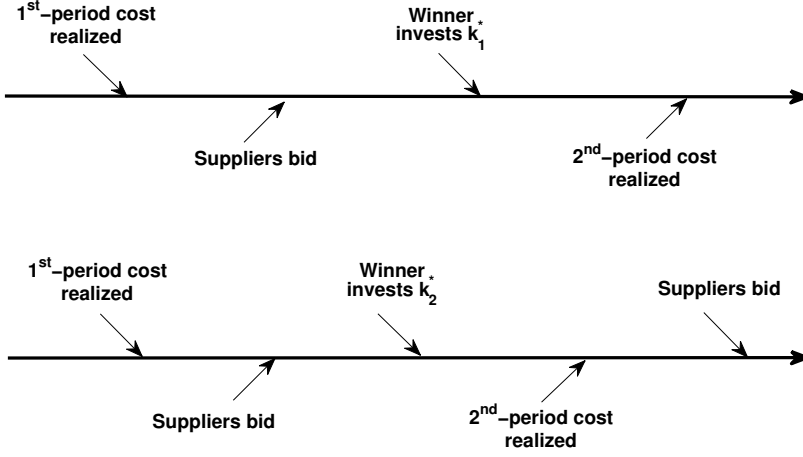 1st–period cost
realized
Winner
invests k1*
Suppliers bid
2nd–period cost
realized
1st–period cost
realized
Winner
invests k2*
Suppliers bid
Suppliers bid
2nd–period cost
realized